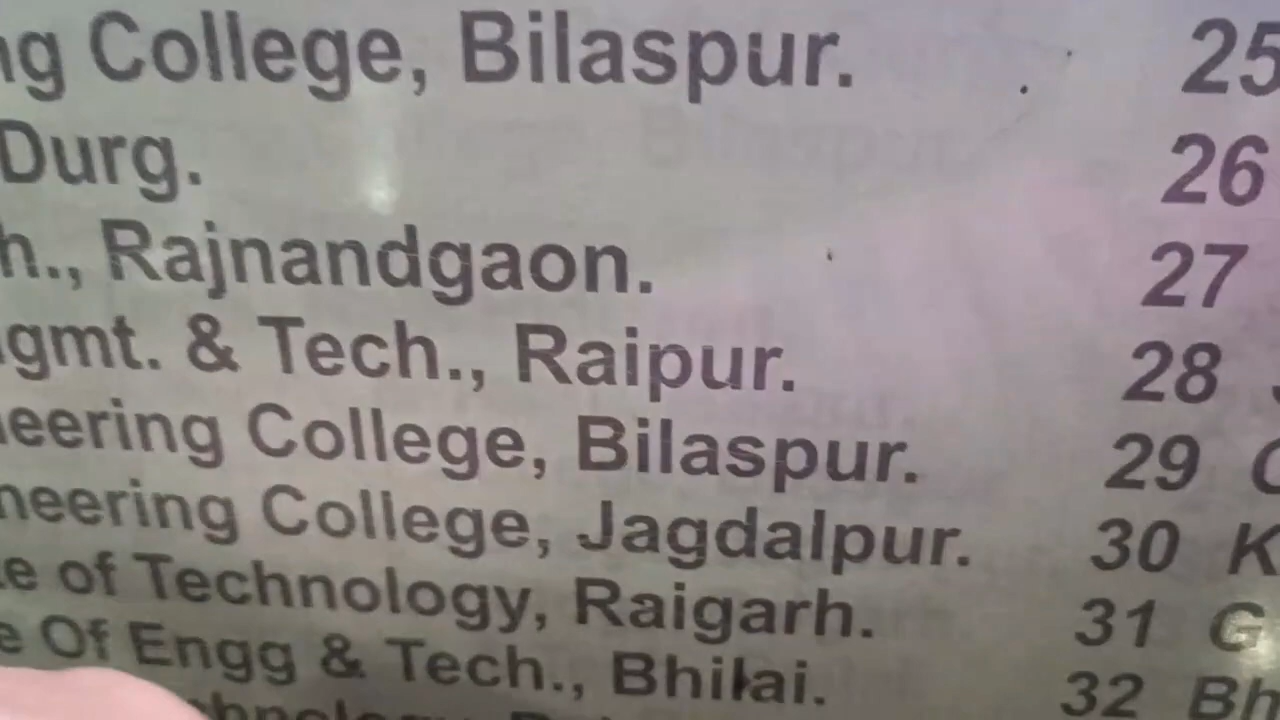 ng College, Bilaspur. 25
Durg. 26
h., Rajnandgaon. 27
gmt. & Tech., Raipur. 28
eering College, Bilaspur. 29
neering College, Jagdalpur. 30 K
e of Technology, Raigarh. 31 G
e Of Engg & Tech., Bhilai. 32 Bh